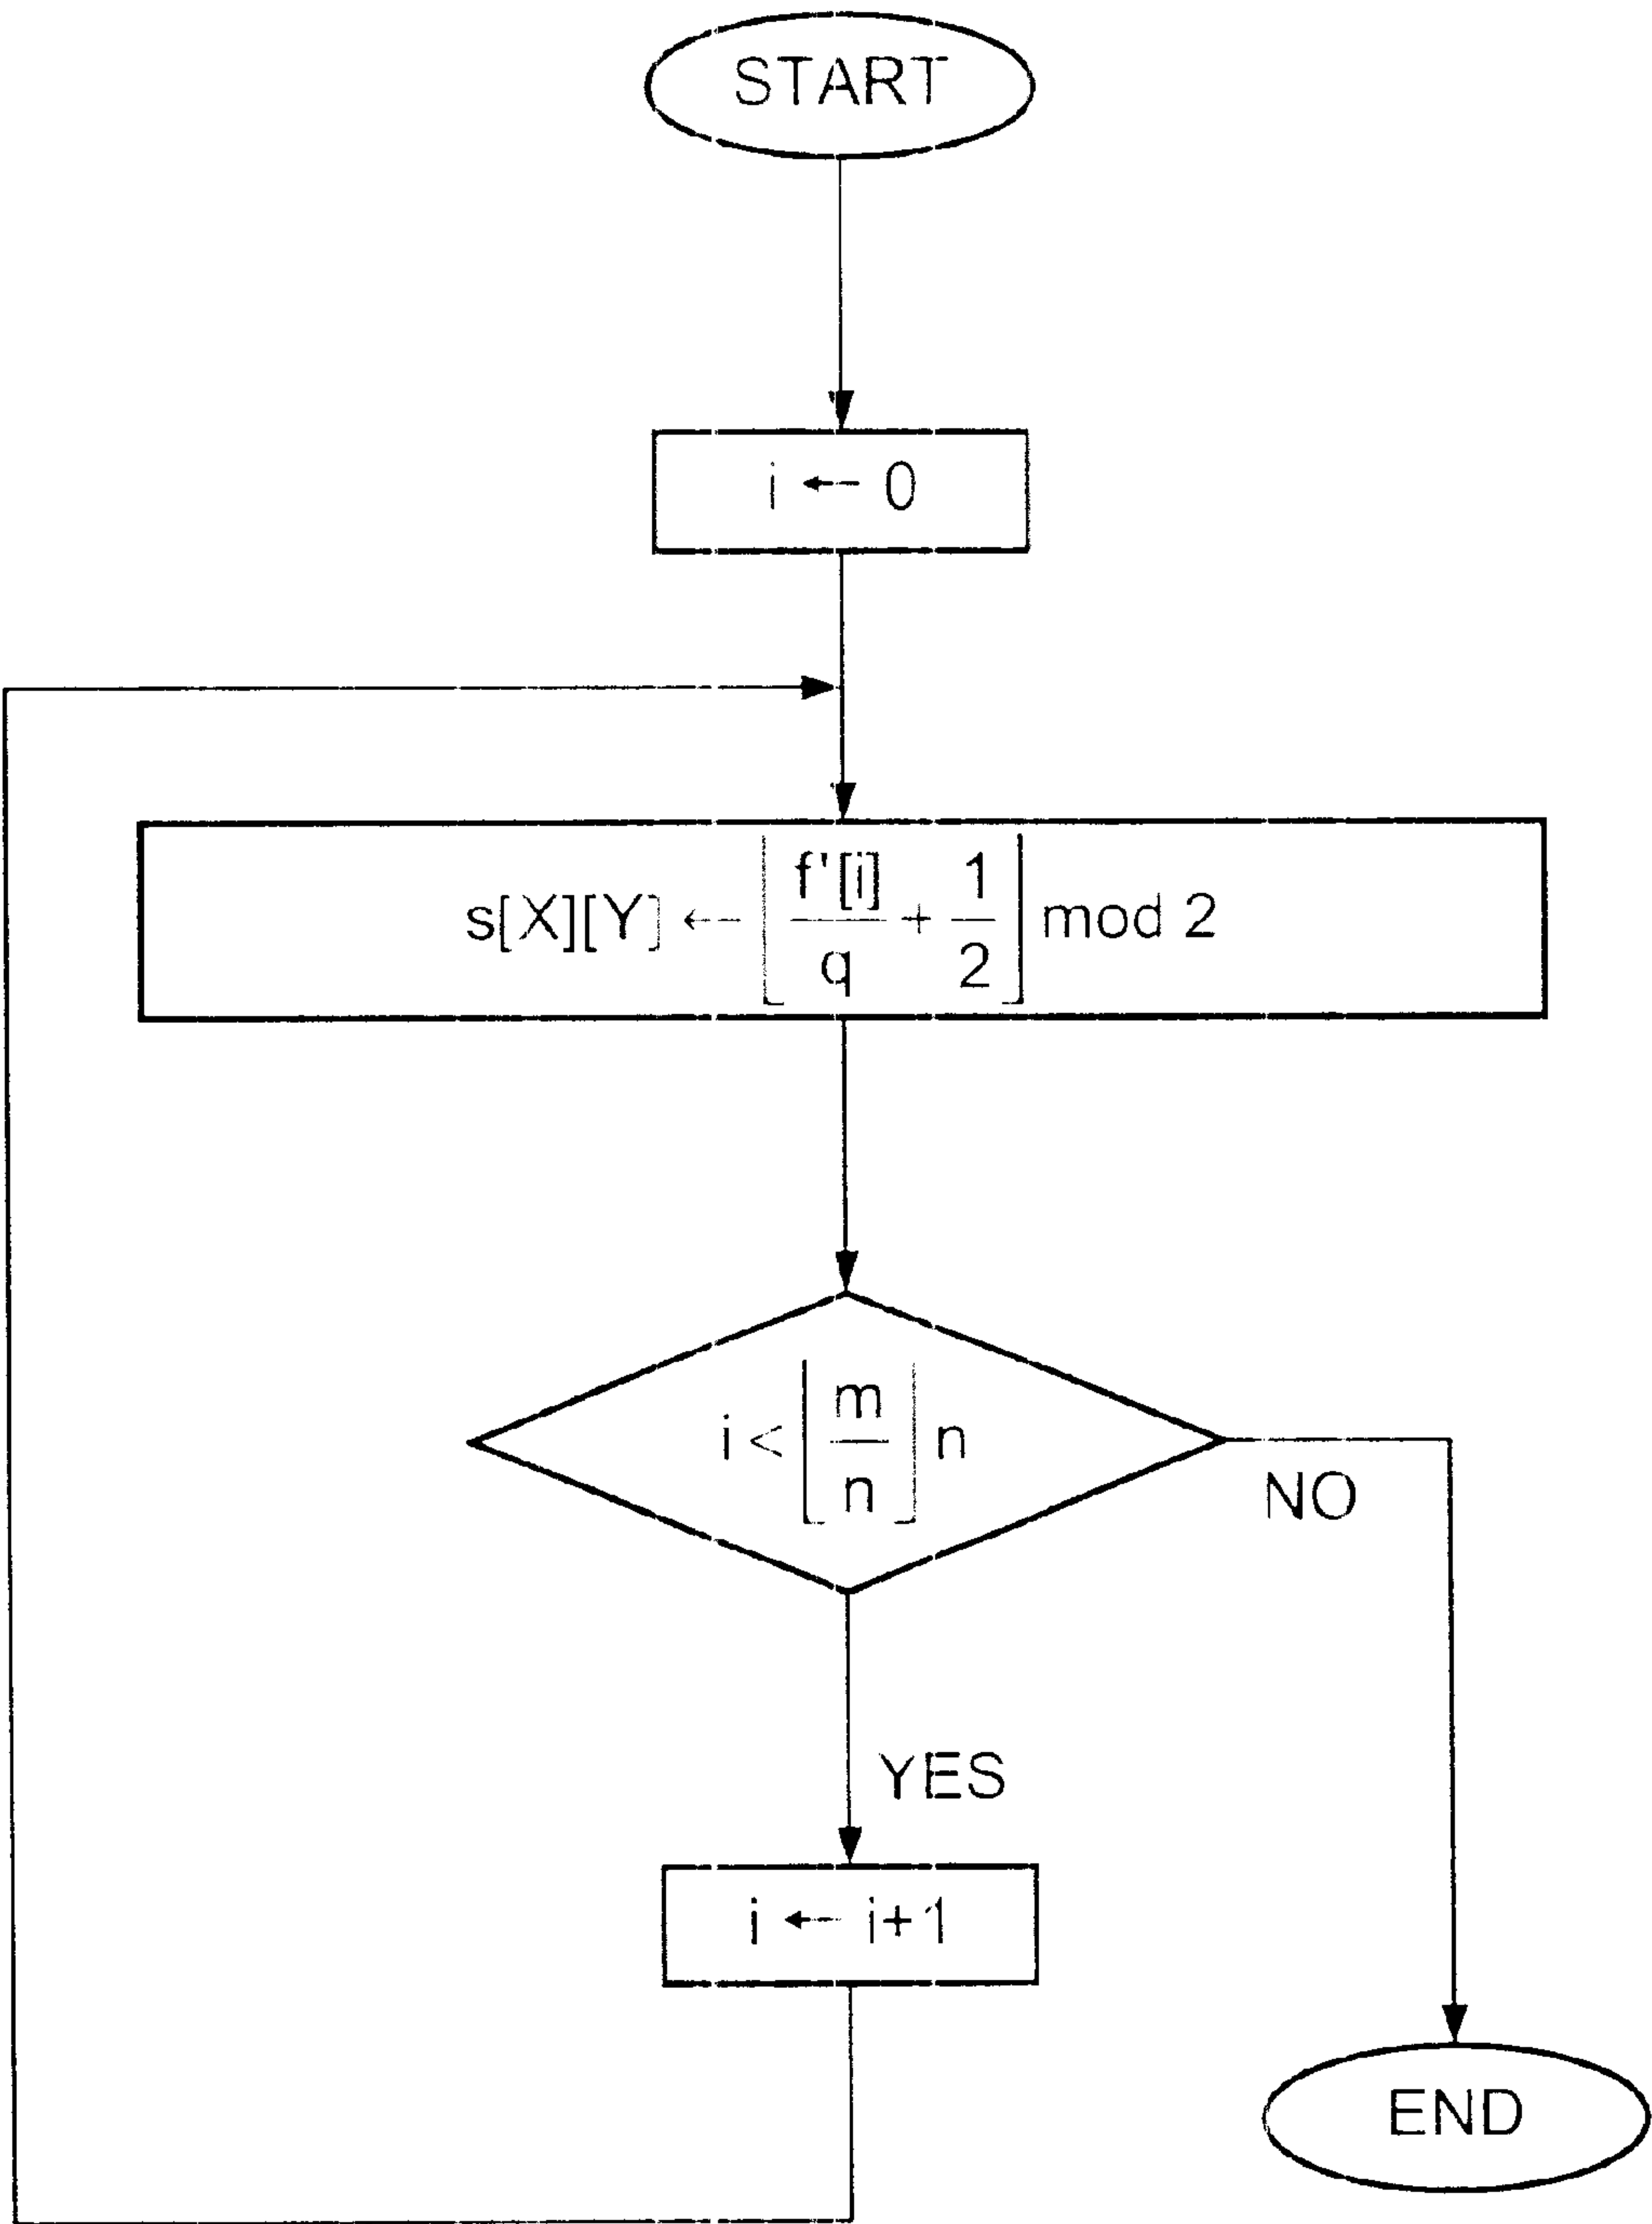 START
i ← 0
s[X][Y] ← ⌊ f'[i] / q + 1 / 2 ⌋ mod 2
i < ⌊ m / n ⌋ n
NO
YES
i ← i+1
END